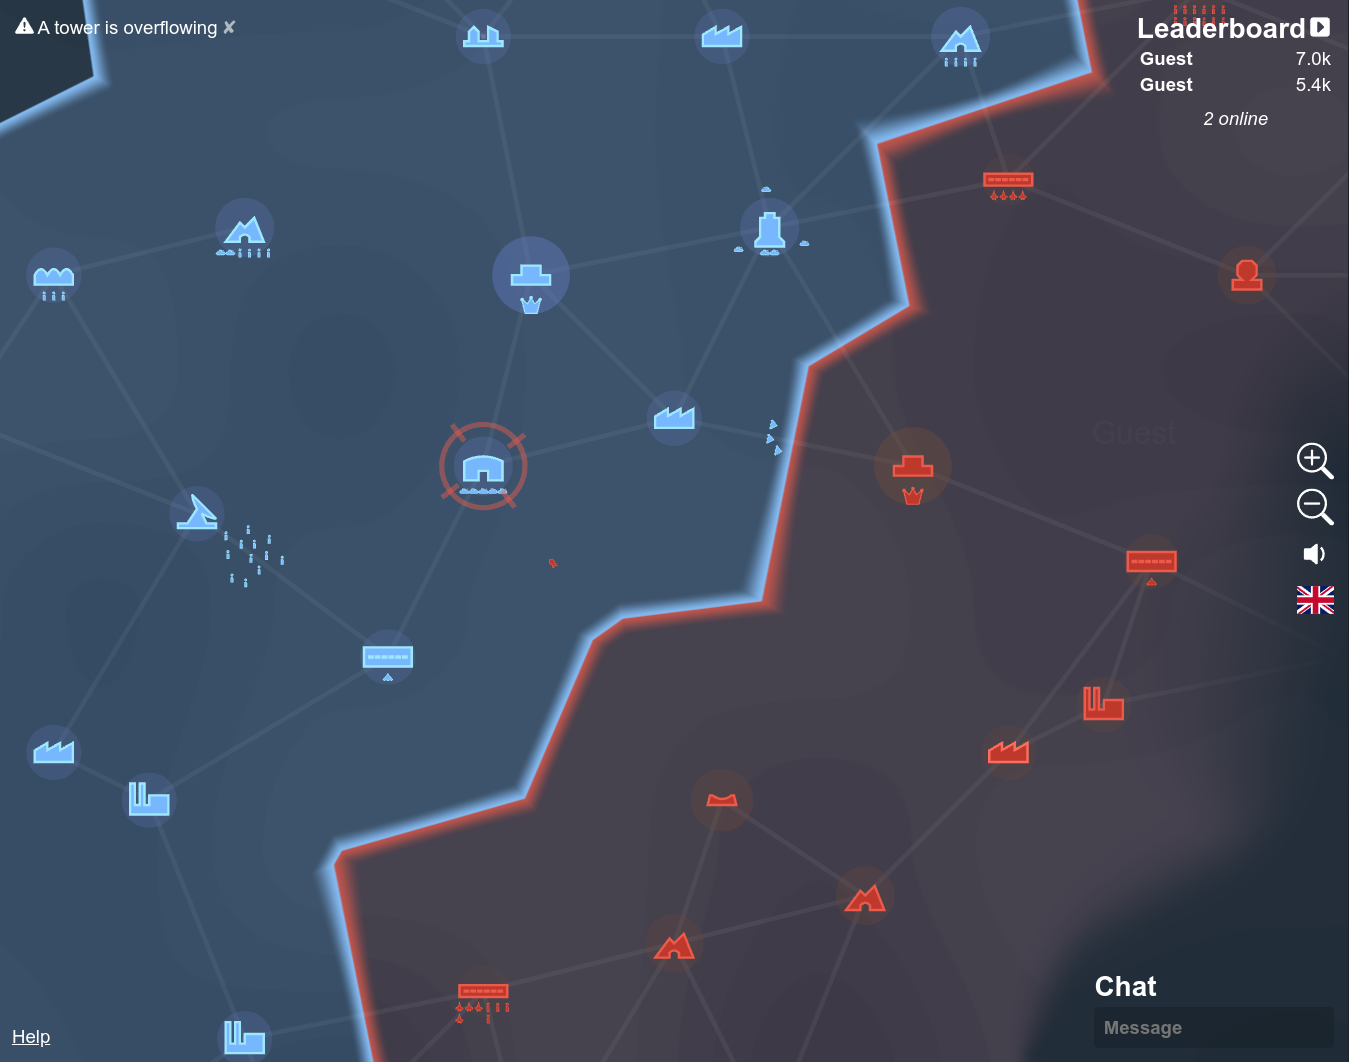 A tower is overflowing ✘
Leaderboard
Guest 7.0k
Guest 5.4k
2 online
Guest
Chat
Message
Help